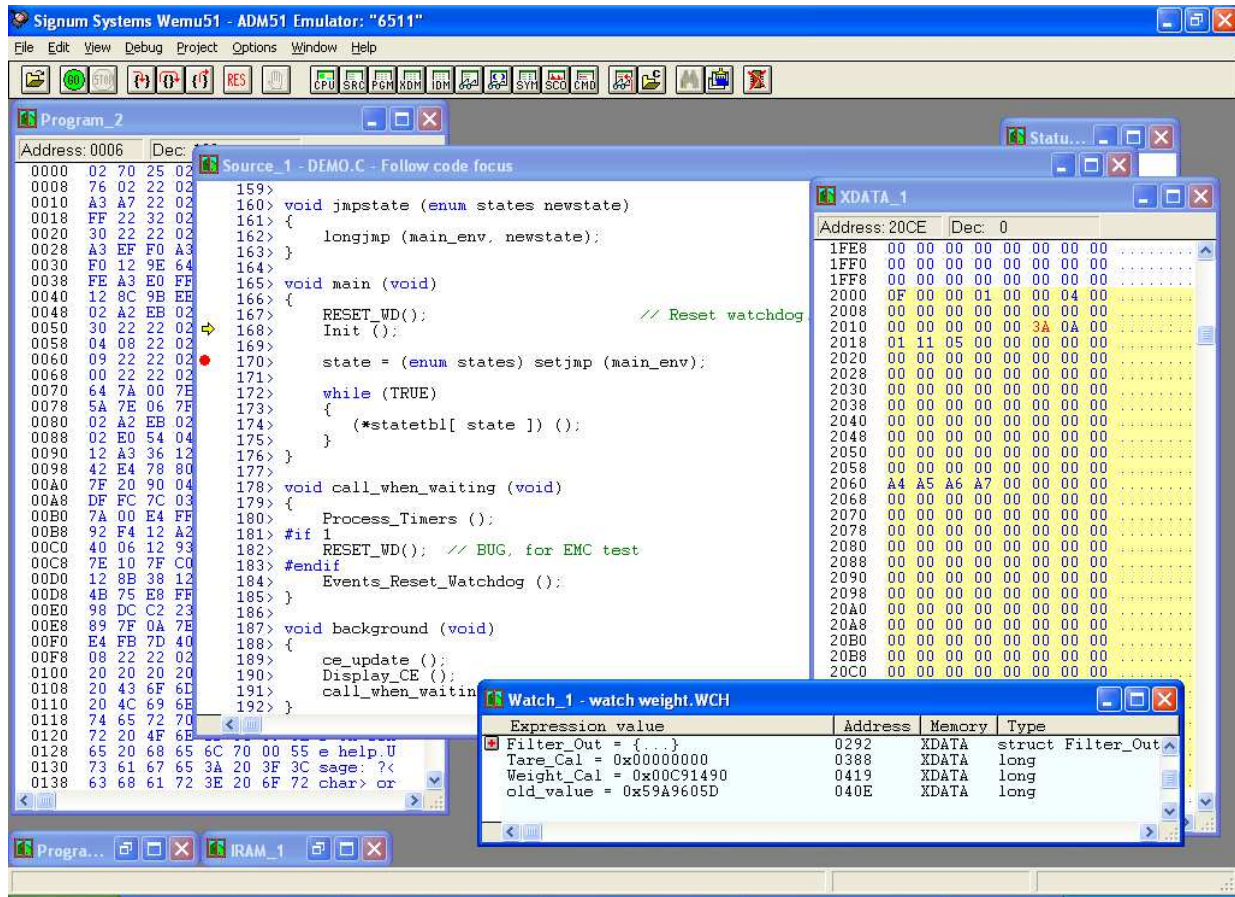 Signum Systems Wemu51 - ADM51 Emulator: "6511"
File Edit View Debug Project Options Window Help
GO STOP {} {} {} RES CPU SRC PGM XDM IDM SYM SCO CMD
Program_2
Address: 0006 Dec:
0000 02 70 25 02
0008 76 02 22 02
0010 A3 A7 22 02
0018 FF 22 32 02
0020 30 22 22 02
0028 A3 EF F0 A3
0030 F0 12 9E 64
0038 FE A3 E0 FF
0040 12 8C 9B EE
0048 02 A2 EB 02
0050 30 22 22 02
0058 04 08 22 02
0060 09 22 22 02
0068 00 22 22 02
0070 64 7A 00 7E
0078 5A 7E 06 7F
0080 02 A2 EB 02
0088 02 E0 54 04
0090 12 A3 36 12
0098 42 E4 78 80
00A0 7F 20 90 04
00A8 DF FC 7C 03
00B0 7A 00 E4 FF
00B8 92 F4 12 A2
00C0 40 06 12 93
00C8 7E 10 7F C0
00D0 12 8B 38 12
00D8 4B 75 E8 FF
00E0 98 DC C2 23
00E8 89 7F 0A 7E
00F0 E4 FB 7D 40
00F8 08 22 22 02
0100 20 20 20 20
0108 20 43 6F 6D
0110 20 4C 69 6E
0118 74 65 72 70
0120 72 20 4F 6E
0128 65 20 68 65 6C 70 00 55 e help.U
0130 73 61 67 65 3A 20 3F 3C sage: ?<
0138 63 68 61 72 3E 20 6F 72 char> or
Source_1 - DEMO.C - Follow code focus
159>
160> void jmpstate (enum states newstate)
161> {
162> longjmp (main_env, newstate);
163> }
164>
165> void main (void)
166> {
167> RESET_WD(); // Reset watchdog
168> Init ();
169>
170> state = (enum states) setjmp (main_env);
171>
172> while (TRUE)
173> {
174> (*statetbl[ state ]) ();
175> }
176> }
177>
178> void call_when_waiting (void)
179> {
180> Process_Timers ();
181> #if 1
182> RESET_WD(); // BUG, for EMC test
183> #endif
184> Events_Reset_Watchdog ();
185> }
186>
187> void background (void)
188> {
189> ce_update ();
190> Display_CE ();
191> call_when_waitin
192> }
Statu...
XDATA_1
Address: 20CE Dec: 0
1FE8 00 00 00 00 00 00 00 00 ........
1FF0 00 00 00 00 00 00 00 00 ........
1FF8 00 00 00 00 00 00 00 00 ........
2000 0F 00 00 01 00 00 04 00 ........
2008 00 00 00 00 00 00 00 00 ........
2010 00 00 00 00 00 3A 0A 00 ........
2018 01 11 05 00 00 00 00 00 ........
2020 00 00 00 00 00 00 00 00 ........
2028 00 00 00 00 00 00 00 00 ........
2030 00 00 00 00 00 00 00 00 ........
2038 00 00 00 00 00 00 00 00 ........
2040 00 00 00 00 00 00 00 00 ........
2048 00 00 00 00 00 00 00 00 ........
2050 00 00 00 00 00 00 00 00 ........
2058 00 00 00 00 00 00 00 00 ........
2060 A4 A5 A6 A7 00 00 00 00 ........
2068 00 00 00 00 00 00 00 00 ........
2070 00 00 00 00 00 00 00 00 ........
2078 00 00 00 00 00 00 00 00 ........
2080 00 00 00 00 00 00 00 00 ........
2088 00 00 00 00 00 00 00 00 ........
2090 00 00 00 00 00 00 00 00 ........
2098 00 00 00 00 00 00 00 00 ........
20A0 00 00 00 00 00 00 00 00 ........
20A8 00 00 00 00 00 00 00 00 ........
20B0 00 00 00 00 00 00 00 00 ........
20B8 00 00 00 00 00 00 00 00 ........
20C0 00 00 00 00 00 00 00 00 ........
Watch_1 - watch weight.WCH
Expression value Address Memory Type
Filter_Out = {...} 0292 XDATA struct Filter_Out
Tare_Cal = 0x00000000 0388 XDATA long
Weight_Cal = 0x00C91490 0419 XDATA long
old_value = 0x59A9605D 040E XDATA long
Progra...
IRAM_1